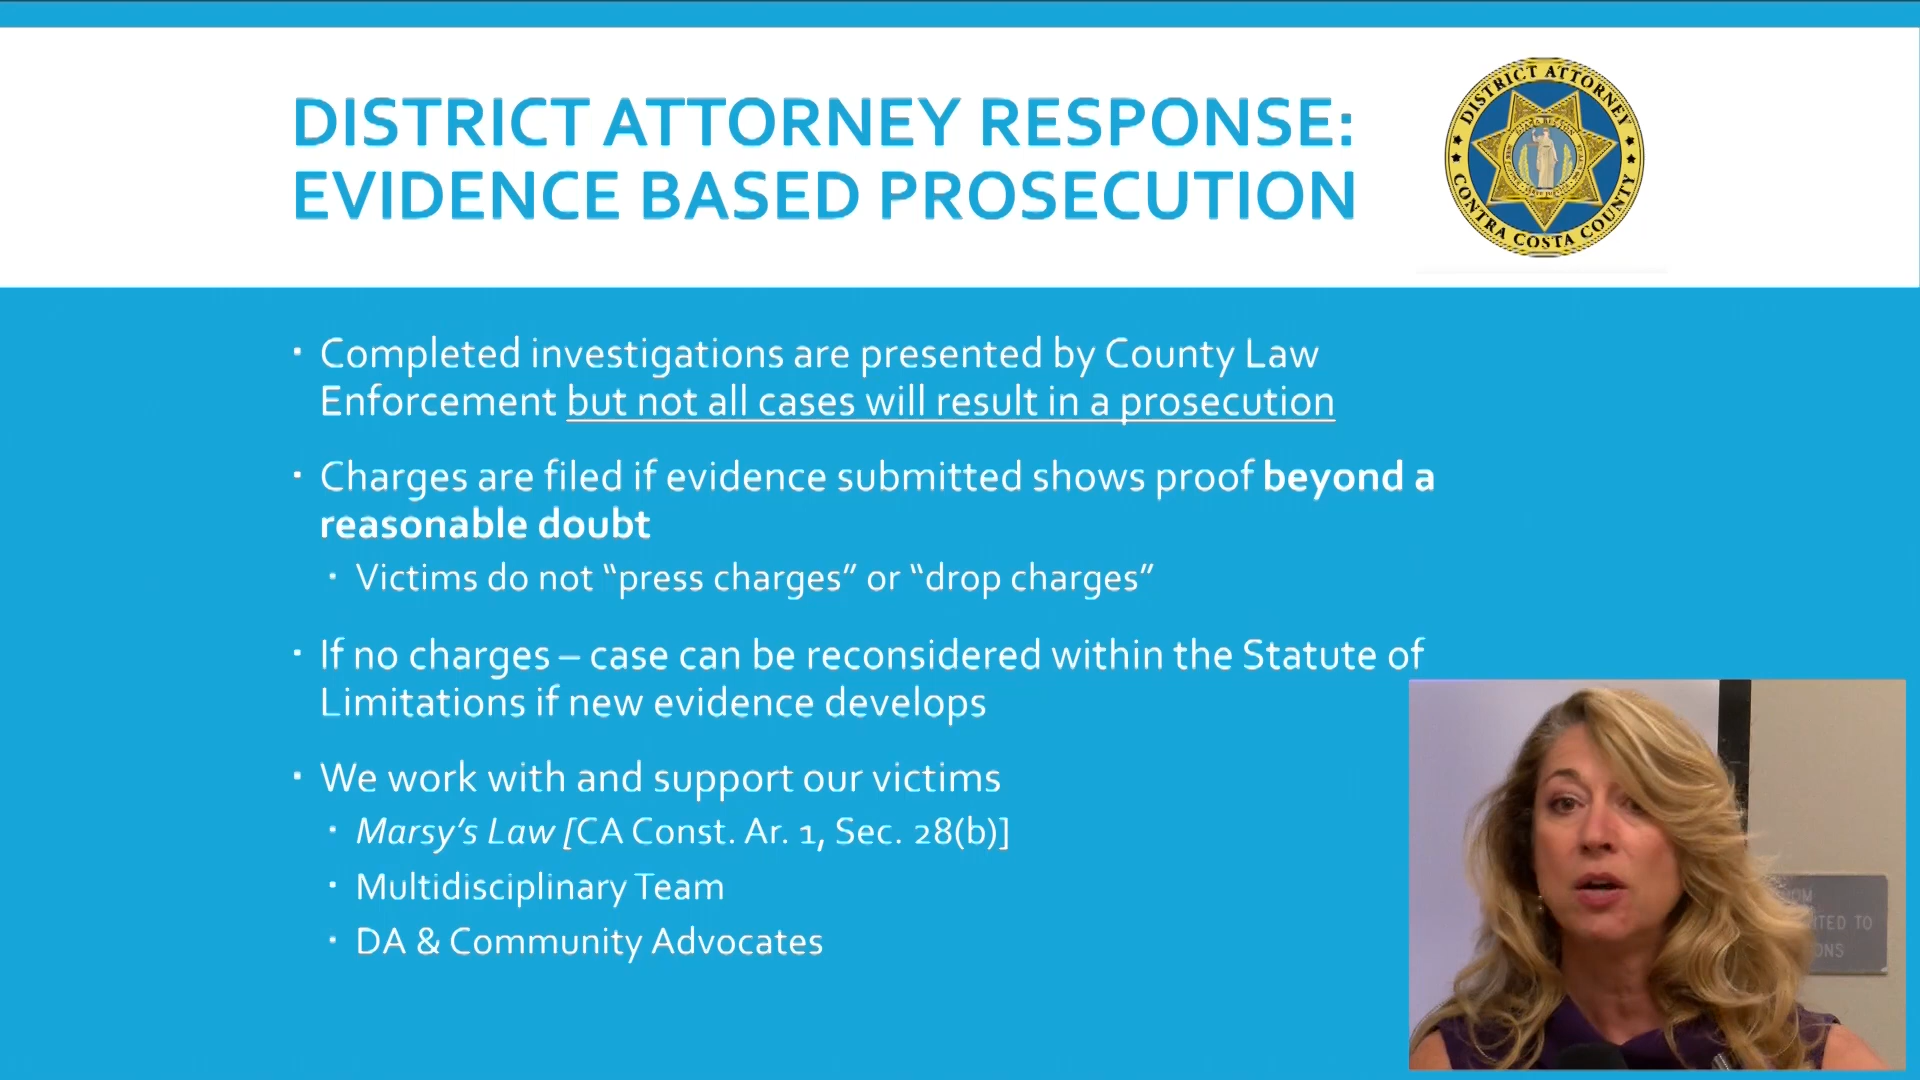 DISTRICT ATTORNEY RESPONSE:
EVIDENCE BASED PROSECUTION
DISTRICT ATTORNEY
CONTRA COSTA COUNTY
▪ Completed investigations are presented by County Law
Enforcement but not all cases will result in a prosecution
▪ Charges are filed if evidence submitted shows proof beyond a
reasonable doubt
▪ Victims do not “press charges” or “drop charges”
▪ If no charges – case can be reconsidered within the Statute of
Limitations if new evidence develops
▪ We work with and support our victims
▪ Marsy’s Law [CA Const. Ar. 1, Sec. 28(b)]
▪ Multidisciplinary Team
▪ DA & Community Advocates
TO